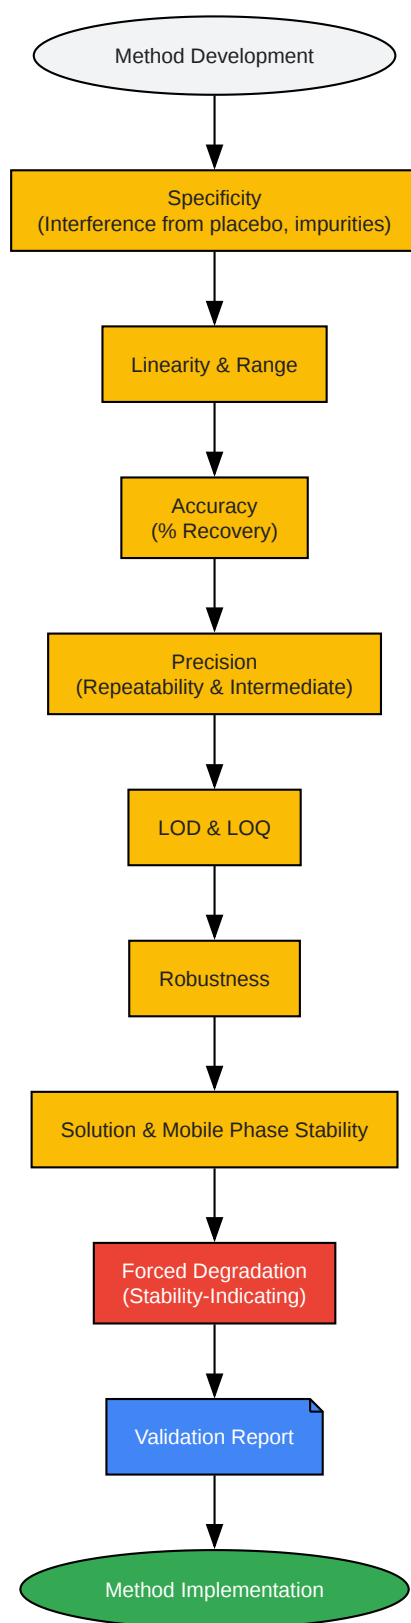 Method Development
Specificity
(Interference from placebo, impurities)
Linearity & Range
Accuracy
(% Recovery)
Precision
(Repeatability & Intermediate)
LOD & LOQ
Robustness
Solution & Mobile Phase Stability
Forced Degradation
(Stability-Indicating)
Validation Report
Method Implementation